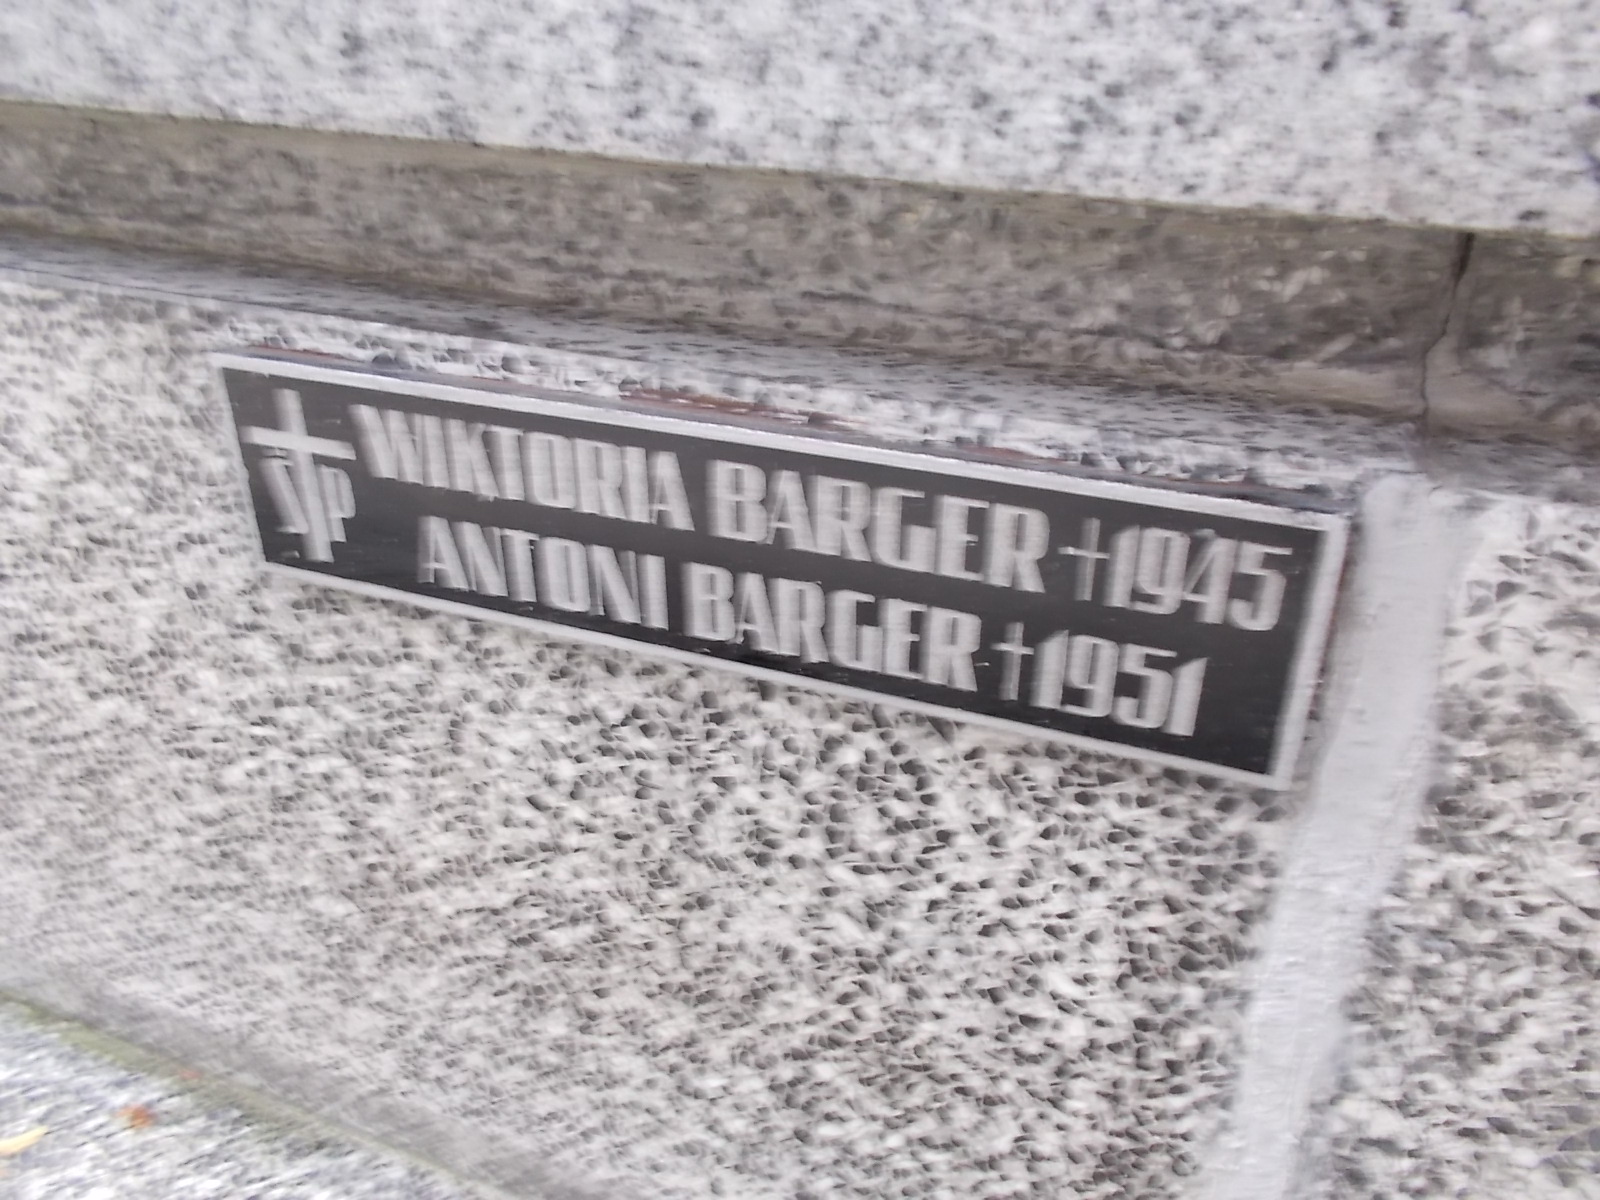 ŚP WIKTORIA BARGER †1945
ANTONI BARGER †1951